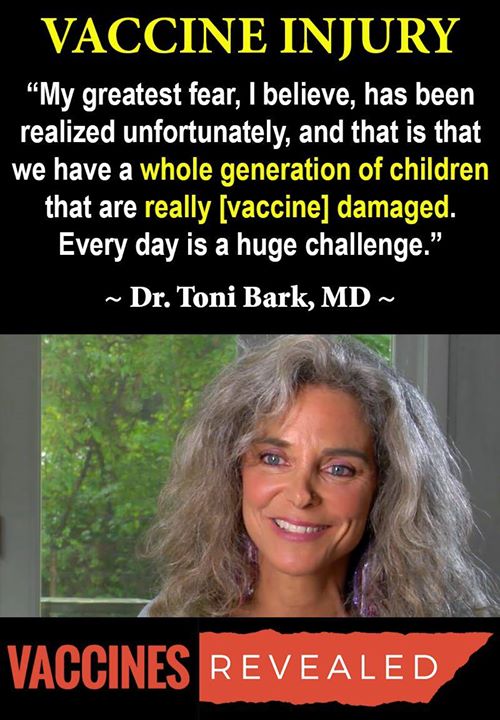 VACCINE INJURY
“My greatest fear, I believe, has been
realized unfortunately, and that is that
we have a whole generation of children
that are really [vaccine] damaged.
Every day is a huge challenge.”
~ Dr. Toni Bark, MD ~
VACCINES REVEALED